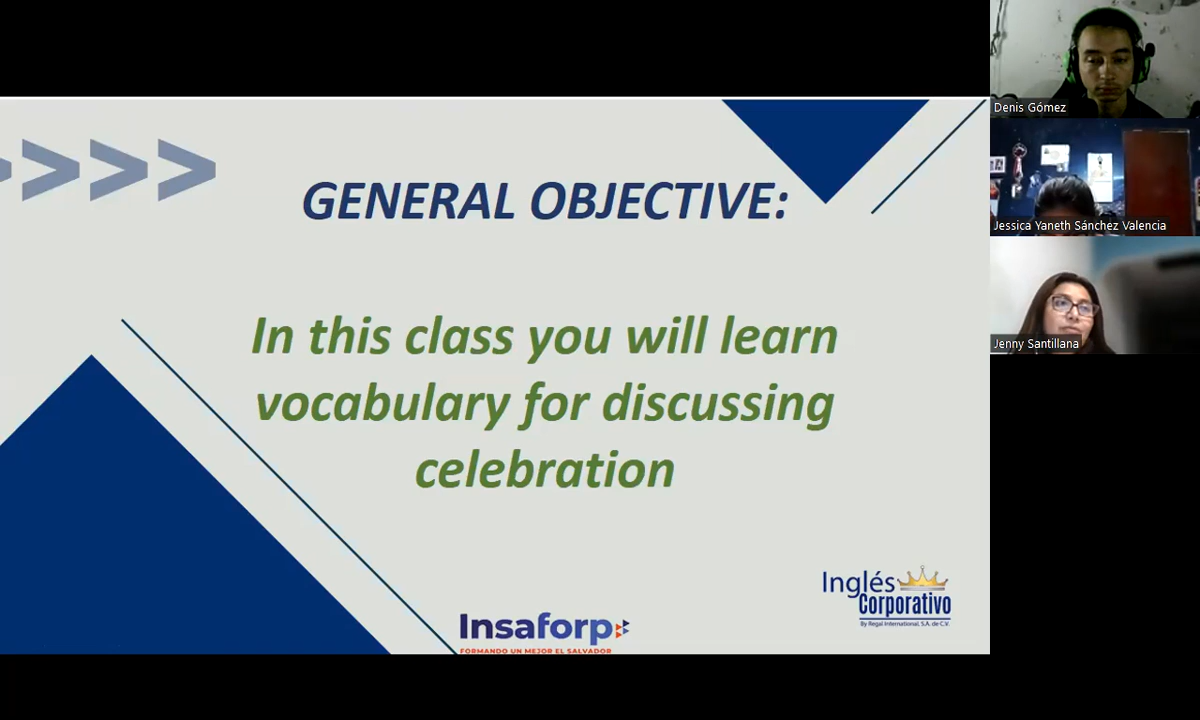 GENERAL OBJECTIVE:
In this class you will learn
vocabulary for discussing
celebration
Insaforp
FORMANDO UN MEJOR EL SALVADOR
Inglés
Corporativo
By Regal International, S.A. de C.V.
Denis Gómez
Jessica Yaneth Sánchez Valencia
Jenny Santillana